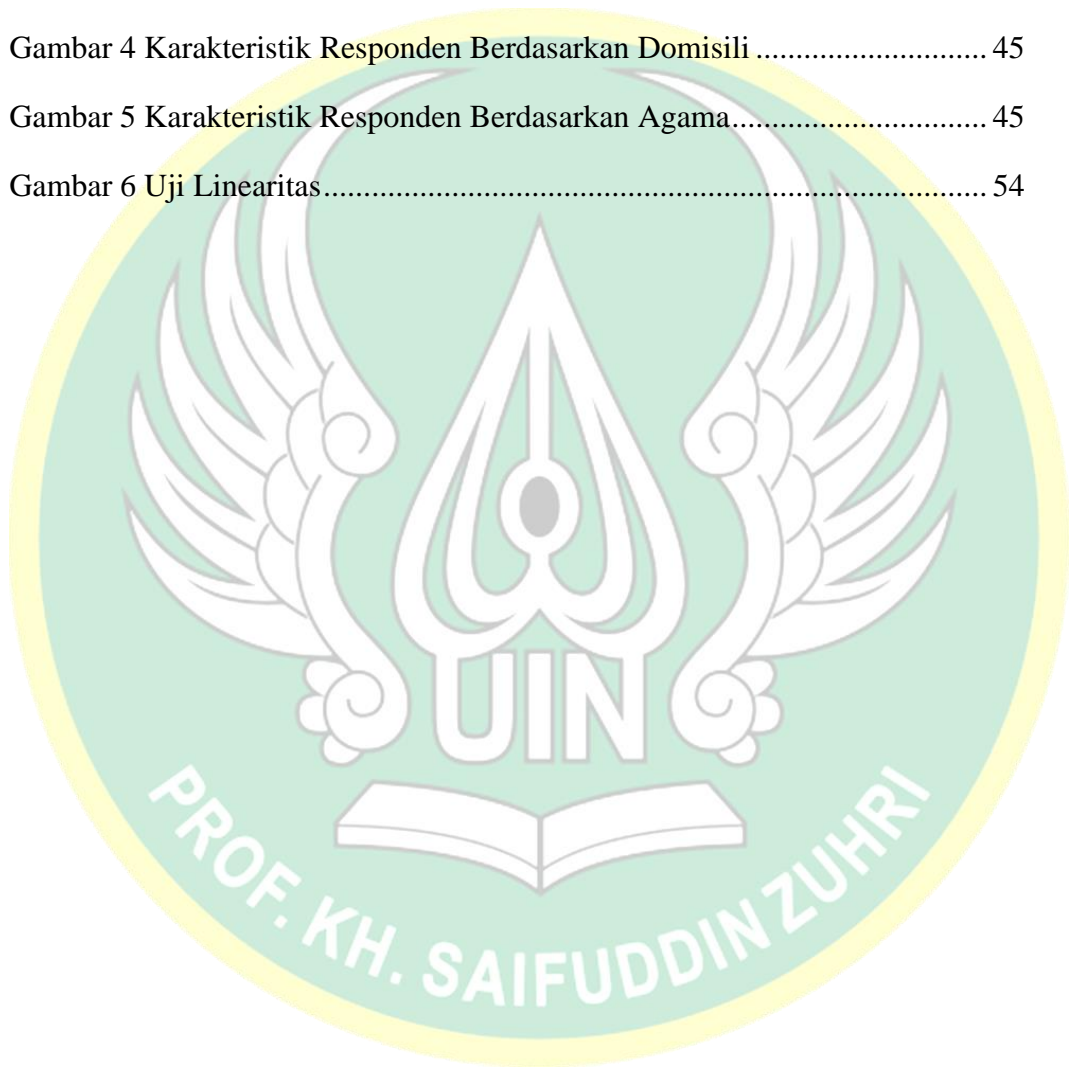 Gambar 4 Karakteristik Responden Berdasarkan Domisili ............................ 45
Gambar 5 Karakteristik Responden Berdasarkan Agama............................... 45
Gambar 6 Uji Linearitas.................................................................................. 54
UIN
PROF. KH. SAIFUDDIN ZUHRI